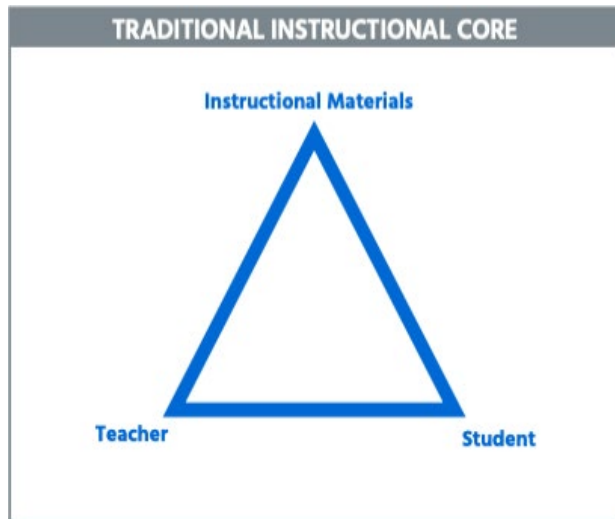 TRADITIONAL INSTRUCTIONAL CORE
Instructional Materials
Teacher
Student